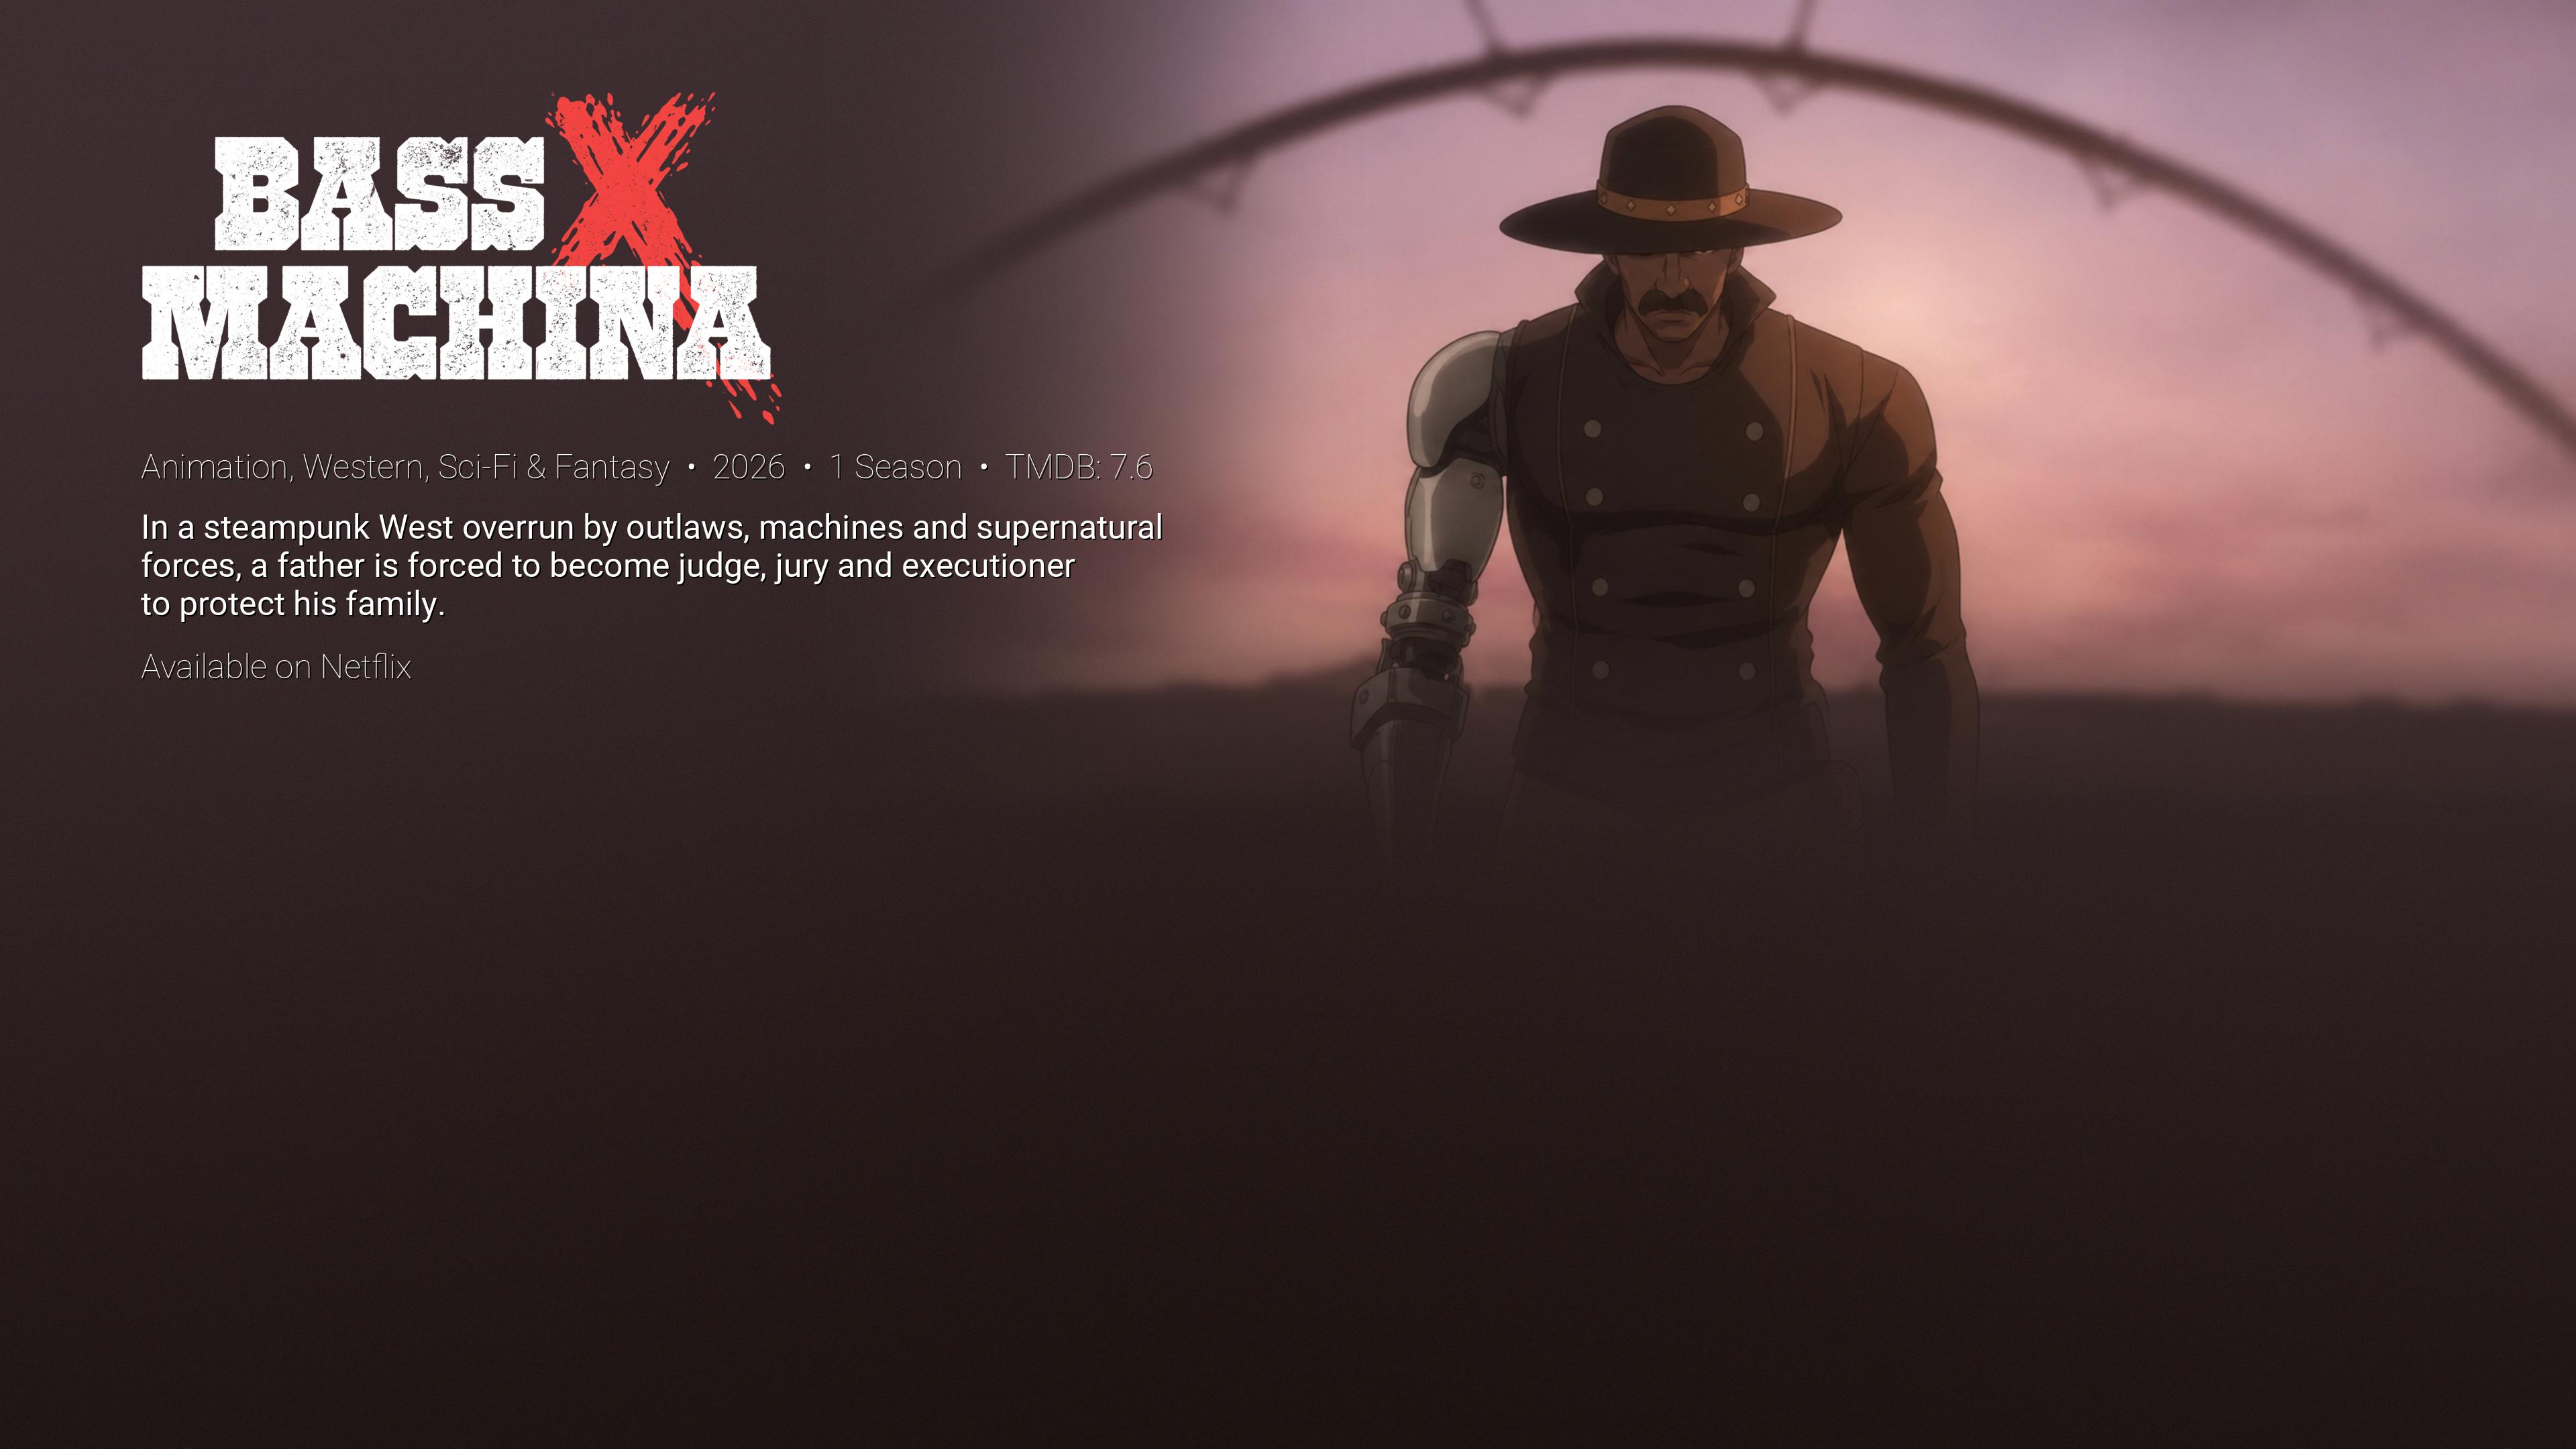 BASS X
MACHINA
Animation, Western, Sci-Fi & Fantasy • 2026 • 1 Season • TMDB: 7.6
In a steampunk West overrun by outlaws, machines and supernatural
forces, a father is forced to become judge, jury and executioner
to protect his family.
Available on Netflix